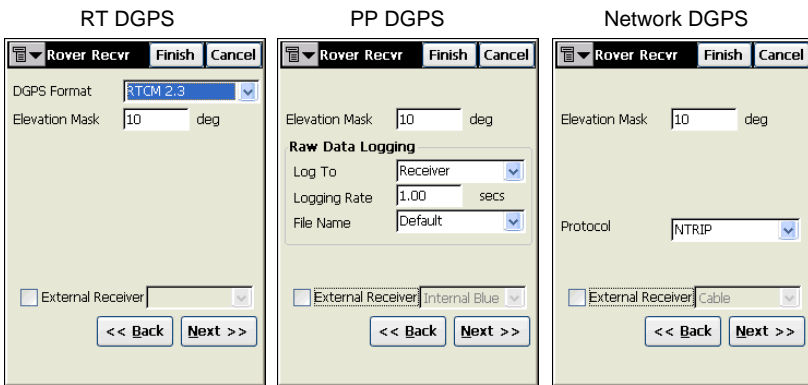 RT DGPS
Rover Recvr Finish Cancel
DGPS Format RTCM 2.3
Elevation Mask 10 deg
External Receiver
<< Back Next >>
PP DGPS
Rover Recvr Finish Cancel
Elevation Mask 10 deg
Raw Data Logging
Log To Receiver
Logging Rate 1.00 secs
File Name Default
External Receiver Internal Blue
<< Back Next >>
Network DGPS
Rover Recvr Finish Cancel
Elevation Mask 10 deg
Protocol NTRIP
External Receiver Cable
<< Back Next >>